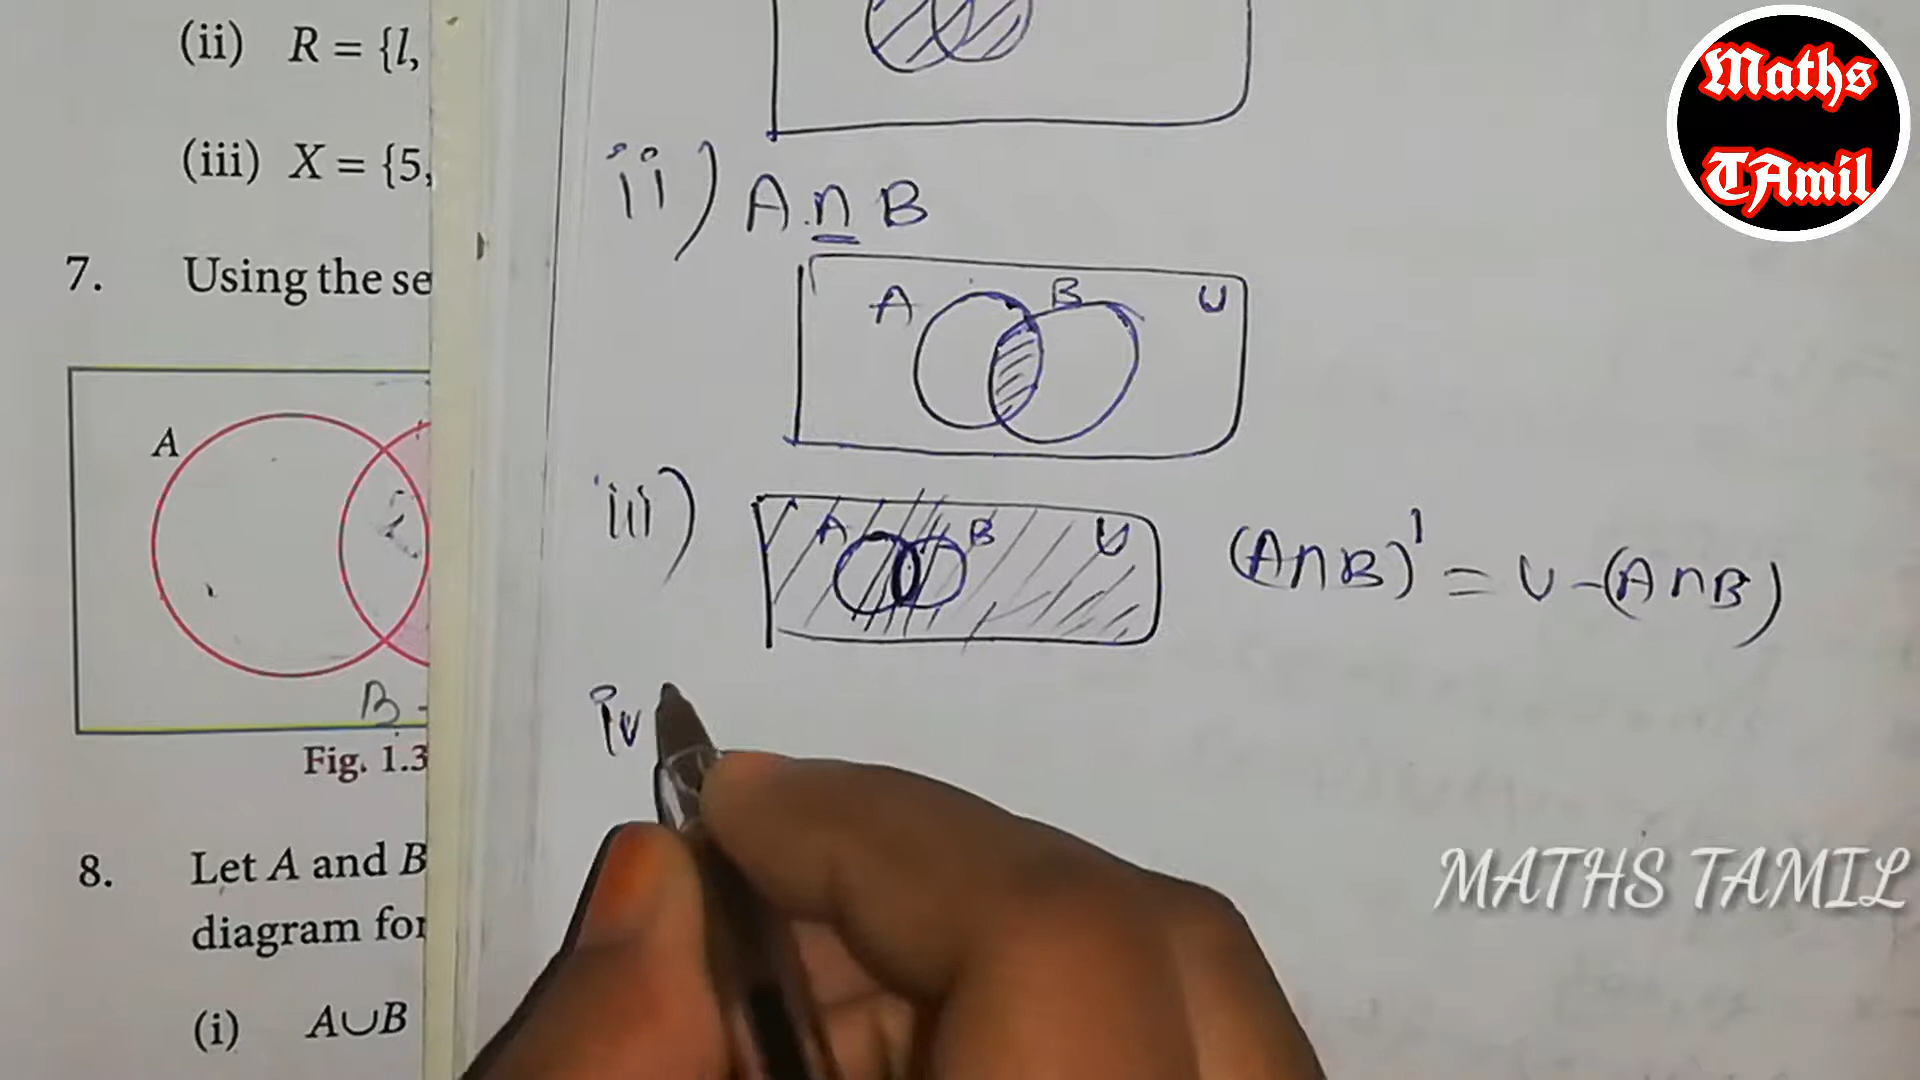 (ii) R = {l,
(iii) X = {5,
7. Using the se
A
B -
Fig. 1.3
8. Let A and B
diagram for
(i) A∪B
ii) A ∩ B
A B U
iii) A B U (A∩B)' = U - (A∩B)
iv
Maths
TAmil
MATHS TAMIL